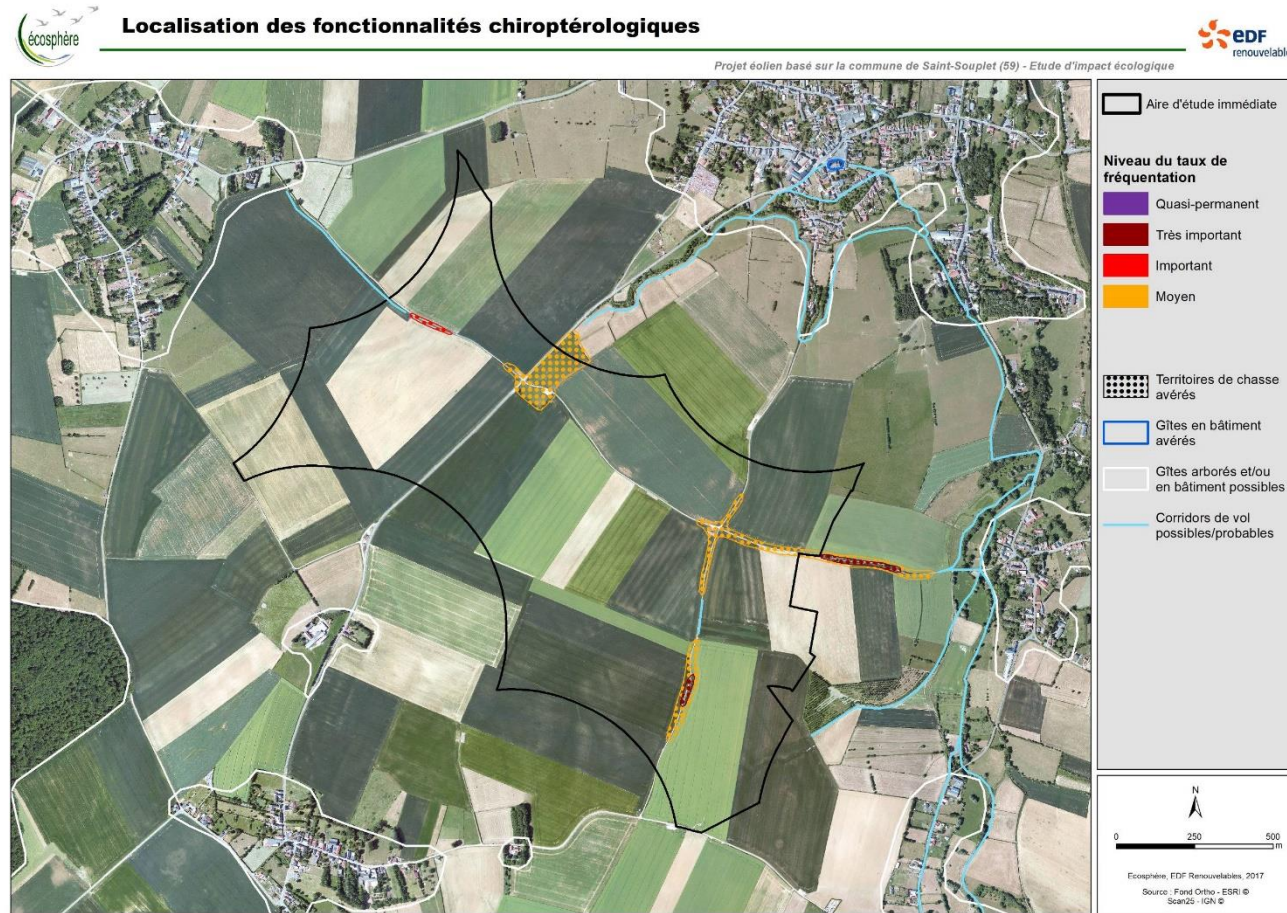 écosphère
Localisation des fonctionnalités chiroptérologiques
eDF
renouvelables
Projet éolien basé sur la commune de Saint-Souplet (59) - Etude d'impact écologique
Aire d'étude immédiate
Niveau du taux de
fréquentation
Quasi-permanent
Très important
Important
Moyen
Territoires de chasse
avérés
Gîtes en bâtiment
avérés
Gîtes arborés et/ou
en bâtiment possibles
Corridors de vol
possibles/probables
N
0 250 500
m
Ecosphère, EDF Renouvelables, 2017
Source : Fond Ortho - ESRI ©
Scan25 - IGN ©